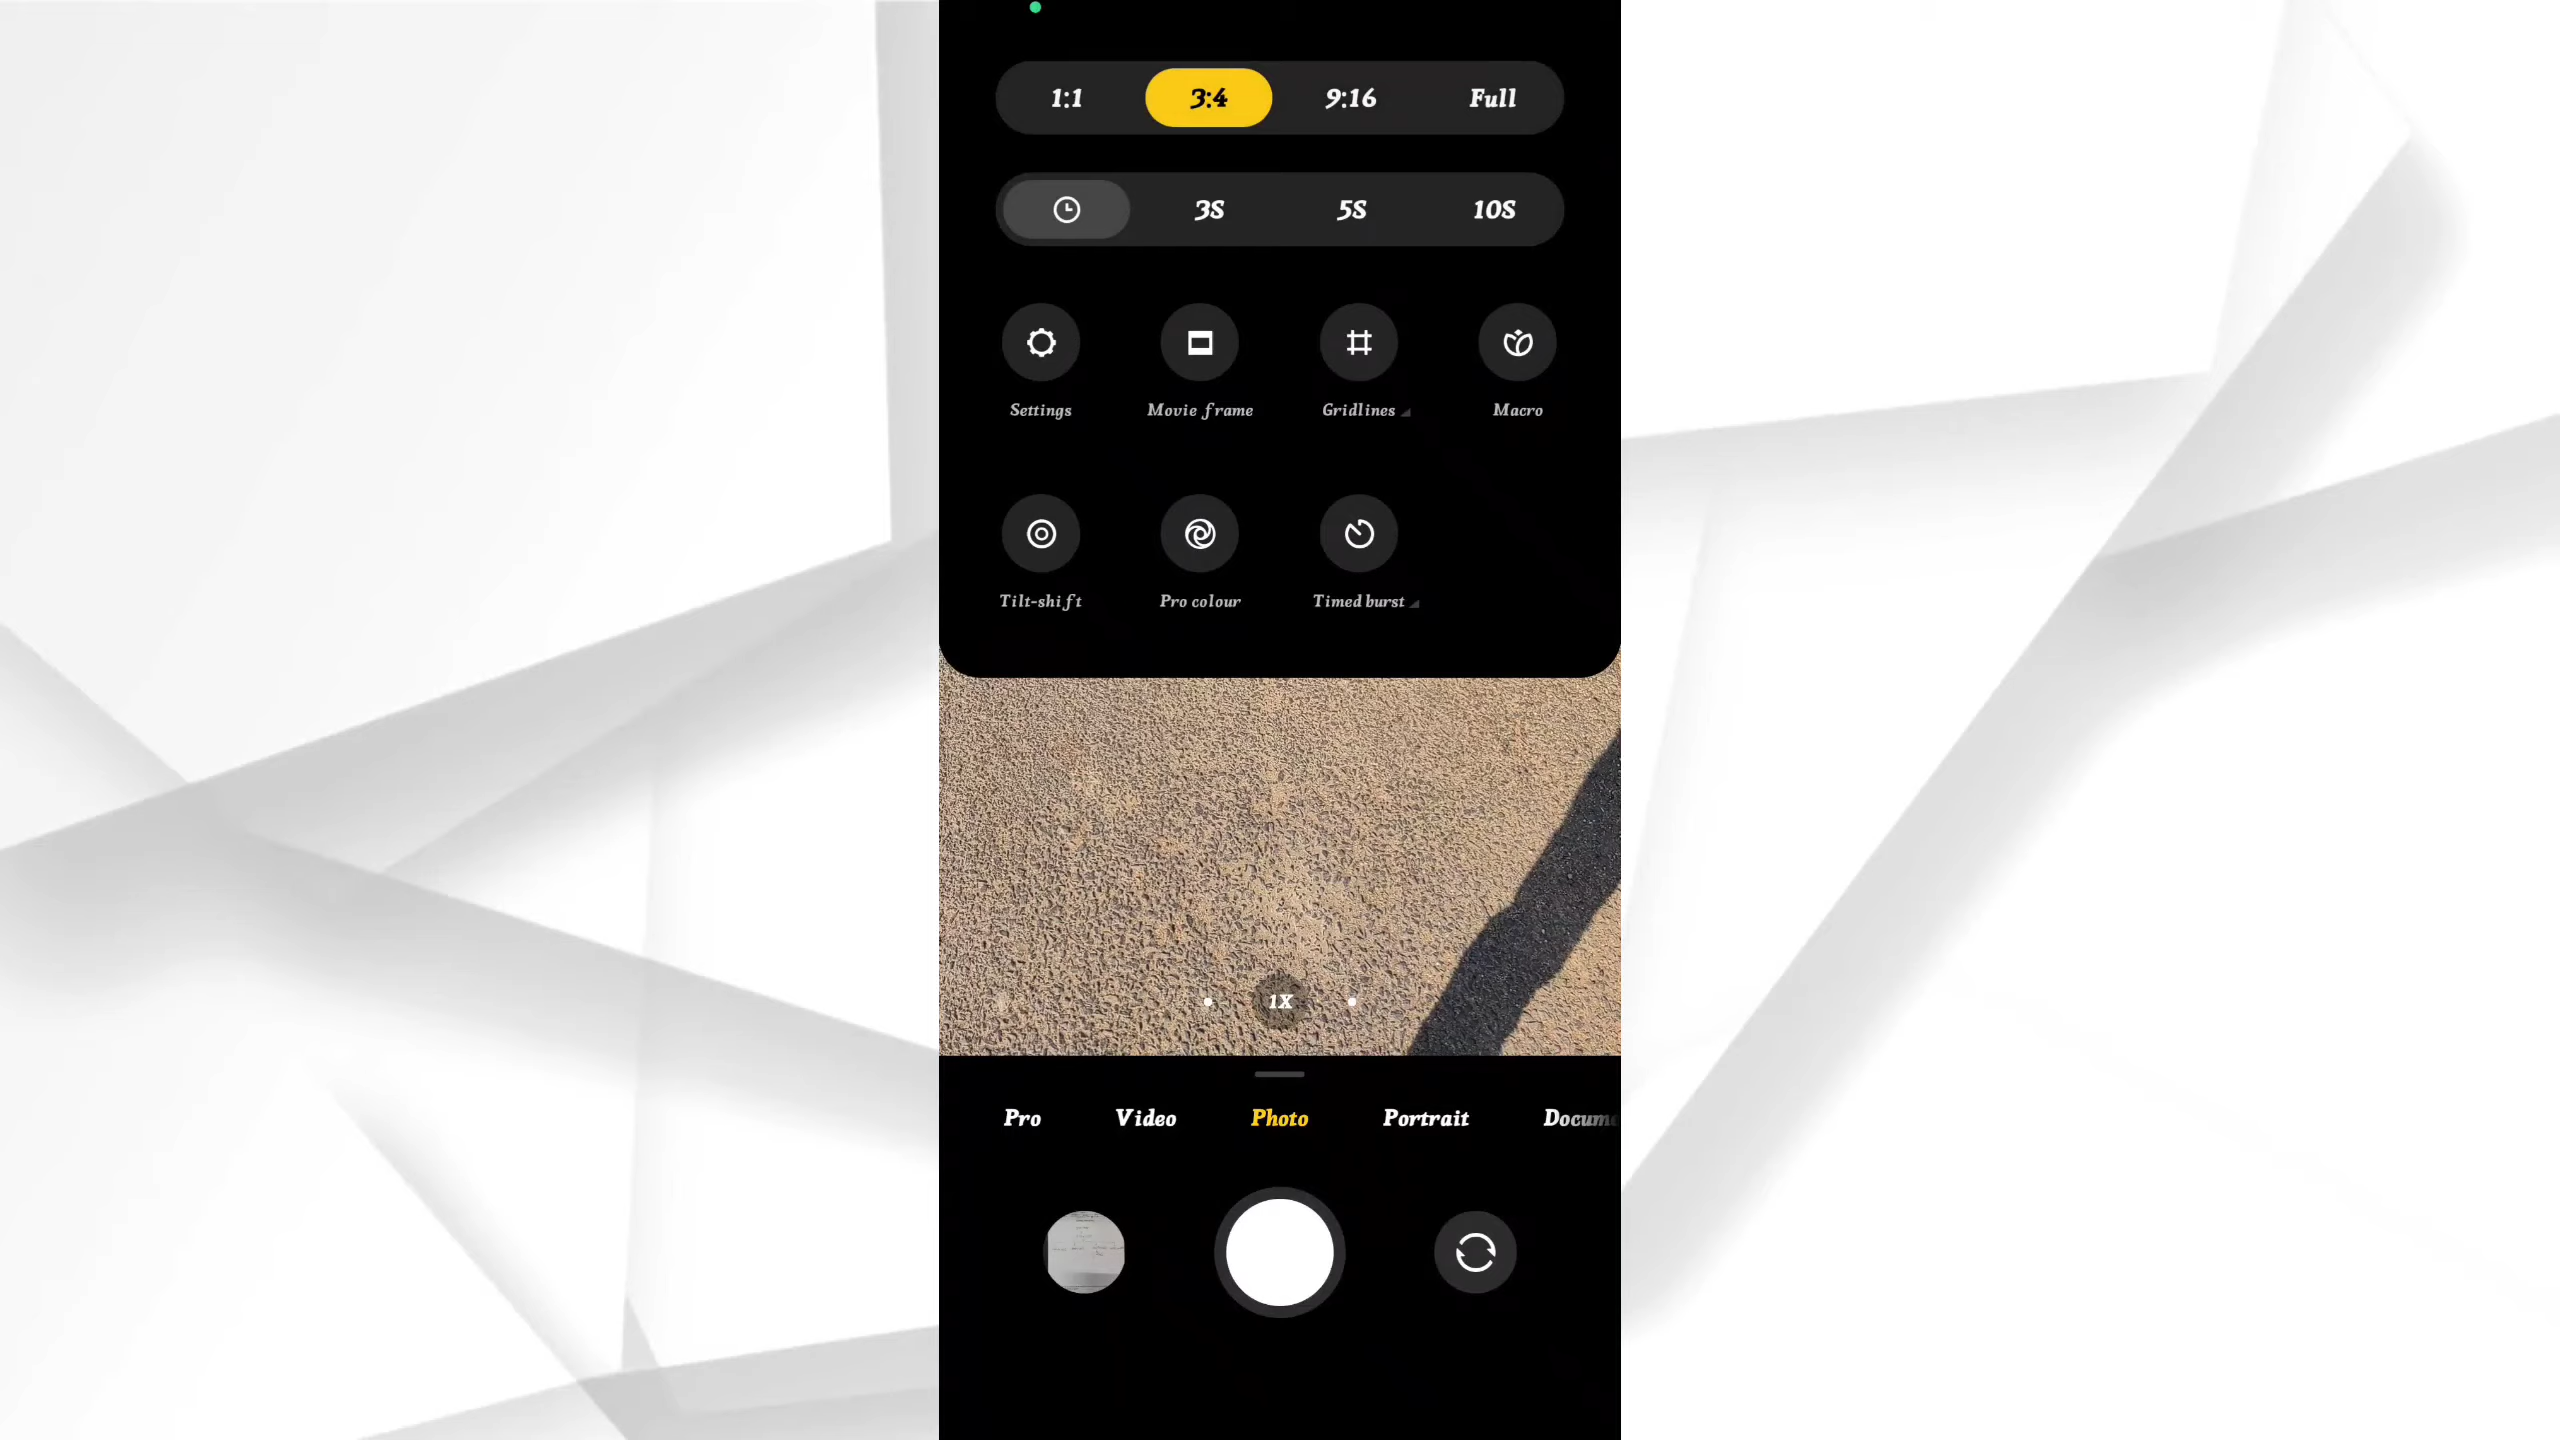 1:1 3:4 9:16 Full
3S 5S 10S
Settings Movie frame Gridlines Macro
Tilt-shift Pro colour Timed burst
1X
Pro Video Photo Portrait Docum